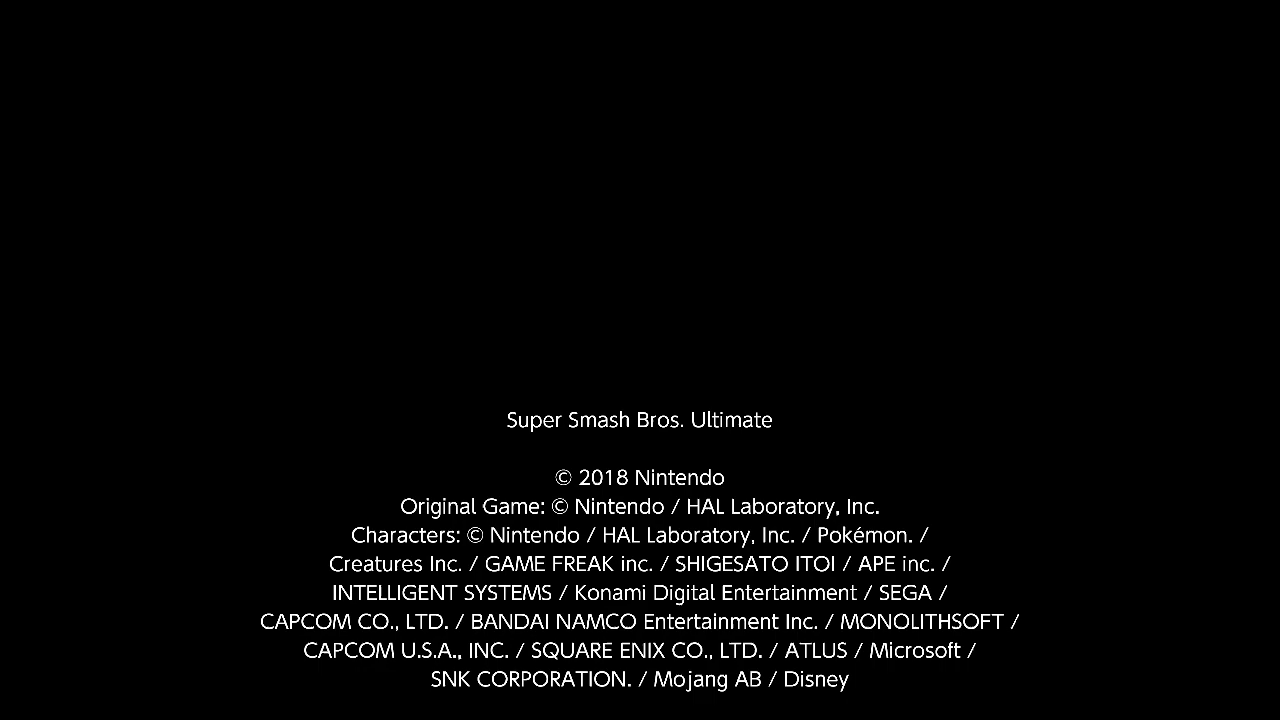 Super Smash Bros. Ultimate
© 2018 Nintendo
Original Game: © Nintendo / HAL Laboratory, Inc.
Characters: © Nintendo / HAL Laboratory, Inc. / Pokémon. /
Creatures Inc. / GAME FREAK inc. / SHIGESATO ITOI / APE inc. /
INTELLIGENT SYSTEMS / Konami Digital Entertainment / SEGA /
CAPCOM CO., LTD. / BANDAI NAMCO Entertainment Inc. / MONOLITHSOFT /
CAPCOM U.S.A., INC. / SQUARE ENIX CO., LTD. / ATLUS / Microsoft /
SNK CORPORATION. / Mojang AB / Disney